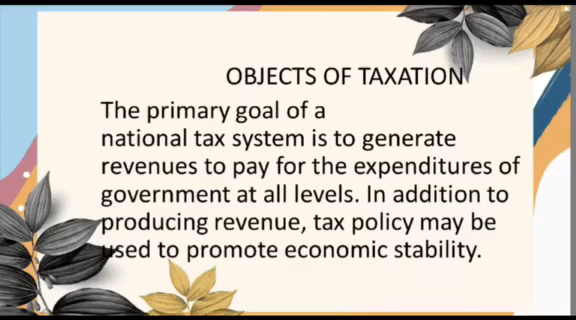 OBJECTS OF TAXATION
The primary goal of a
national tax system is to generate
revenues to pay for the expenditures of
government at all levels. In addition to
producing revenue, tax policy may be
used to promote economic stability.